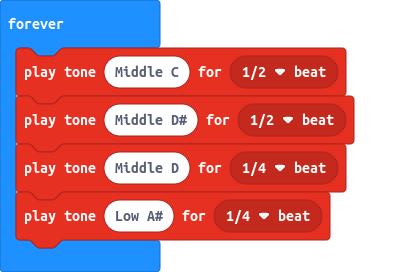 forever
play tone Middle C for 1/2 beat
play tone Middle D# for 1/2 beat
play tone Middle D for 1/4 beat
play tone Low A# for 1/4 beat